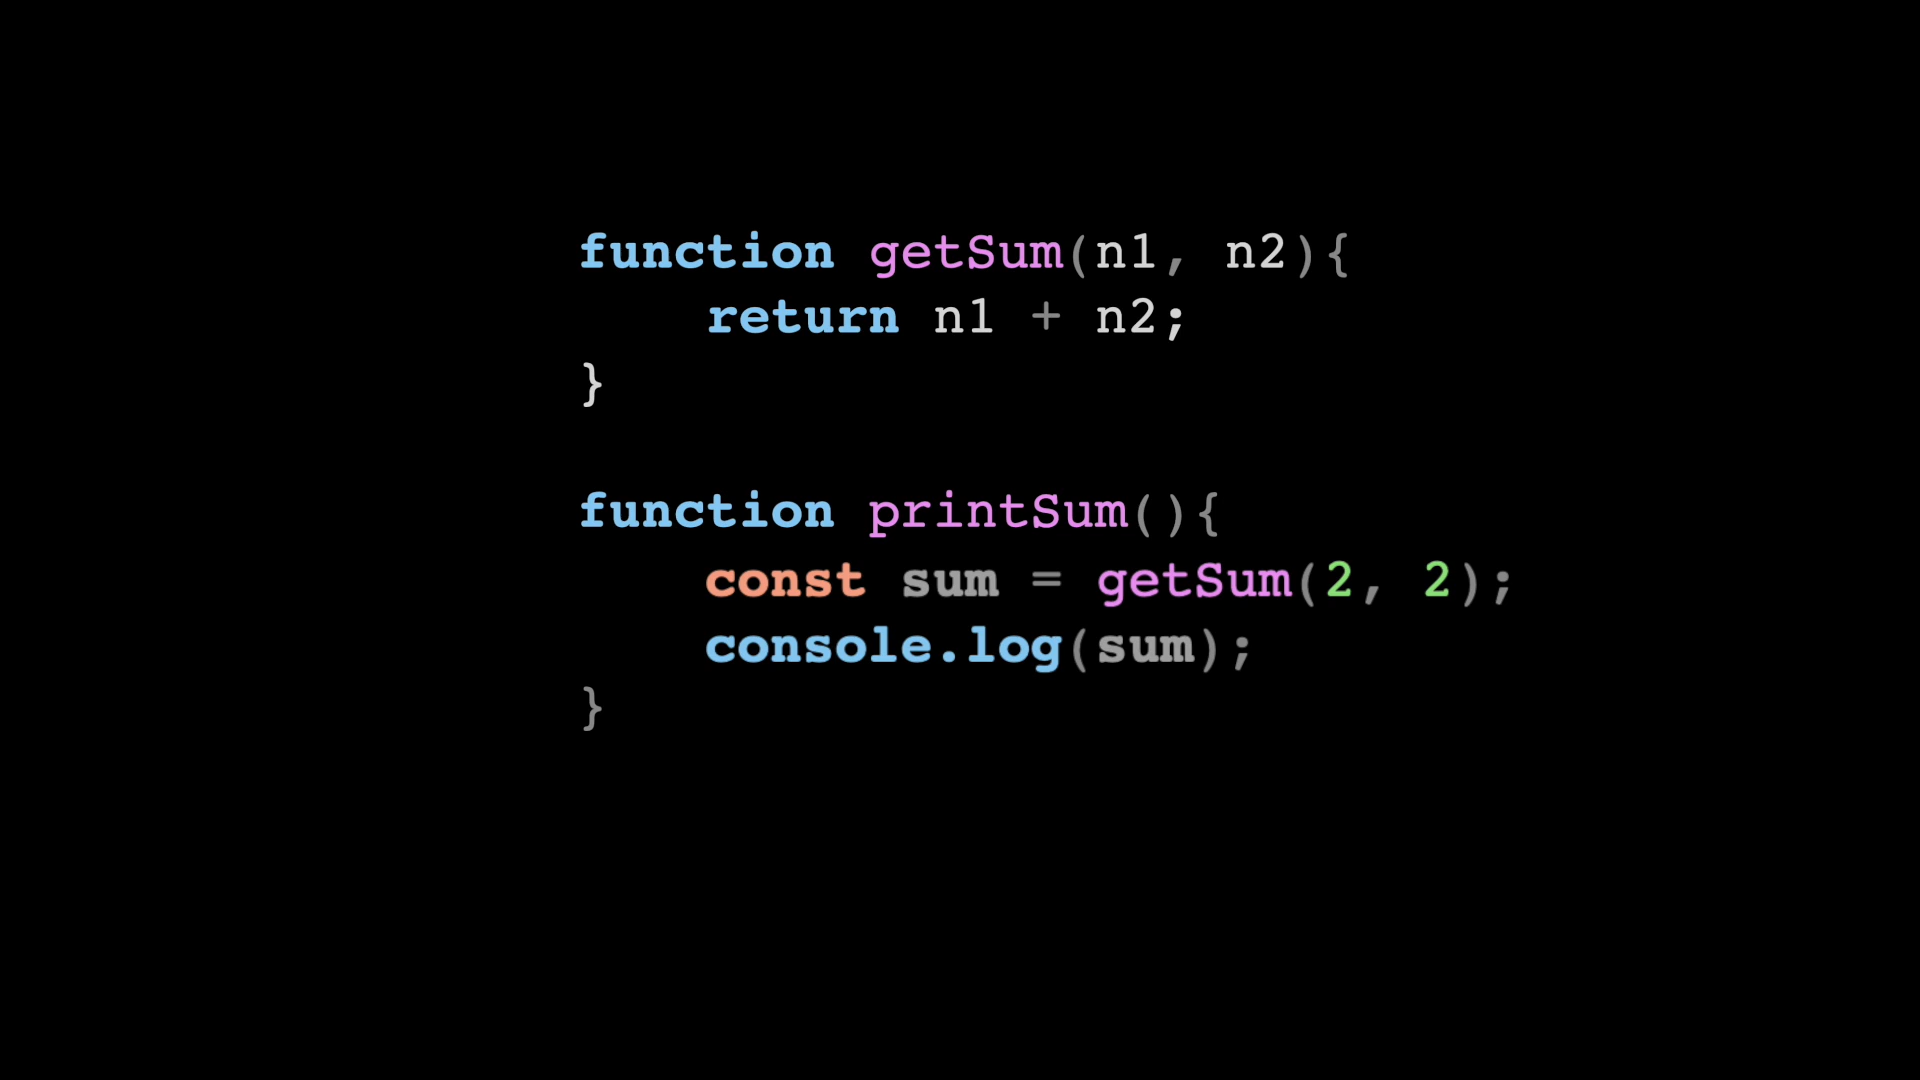 function getSum(n1, n2){
    return n1 + n2;
}
function printSum(){
    const sum = getSum(2, 2);
    console.log(sum);
}